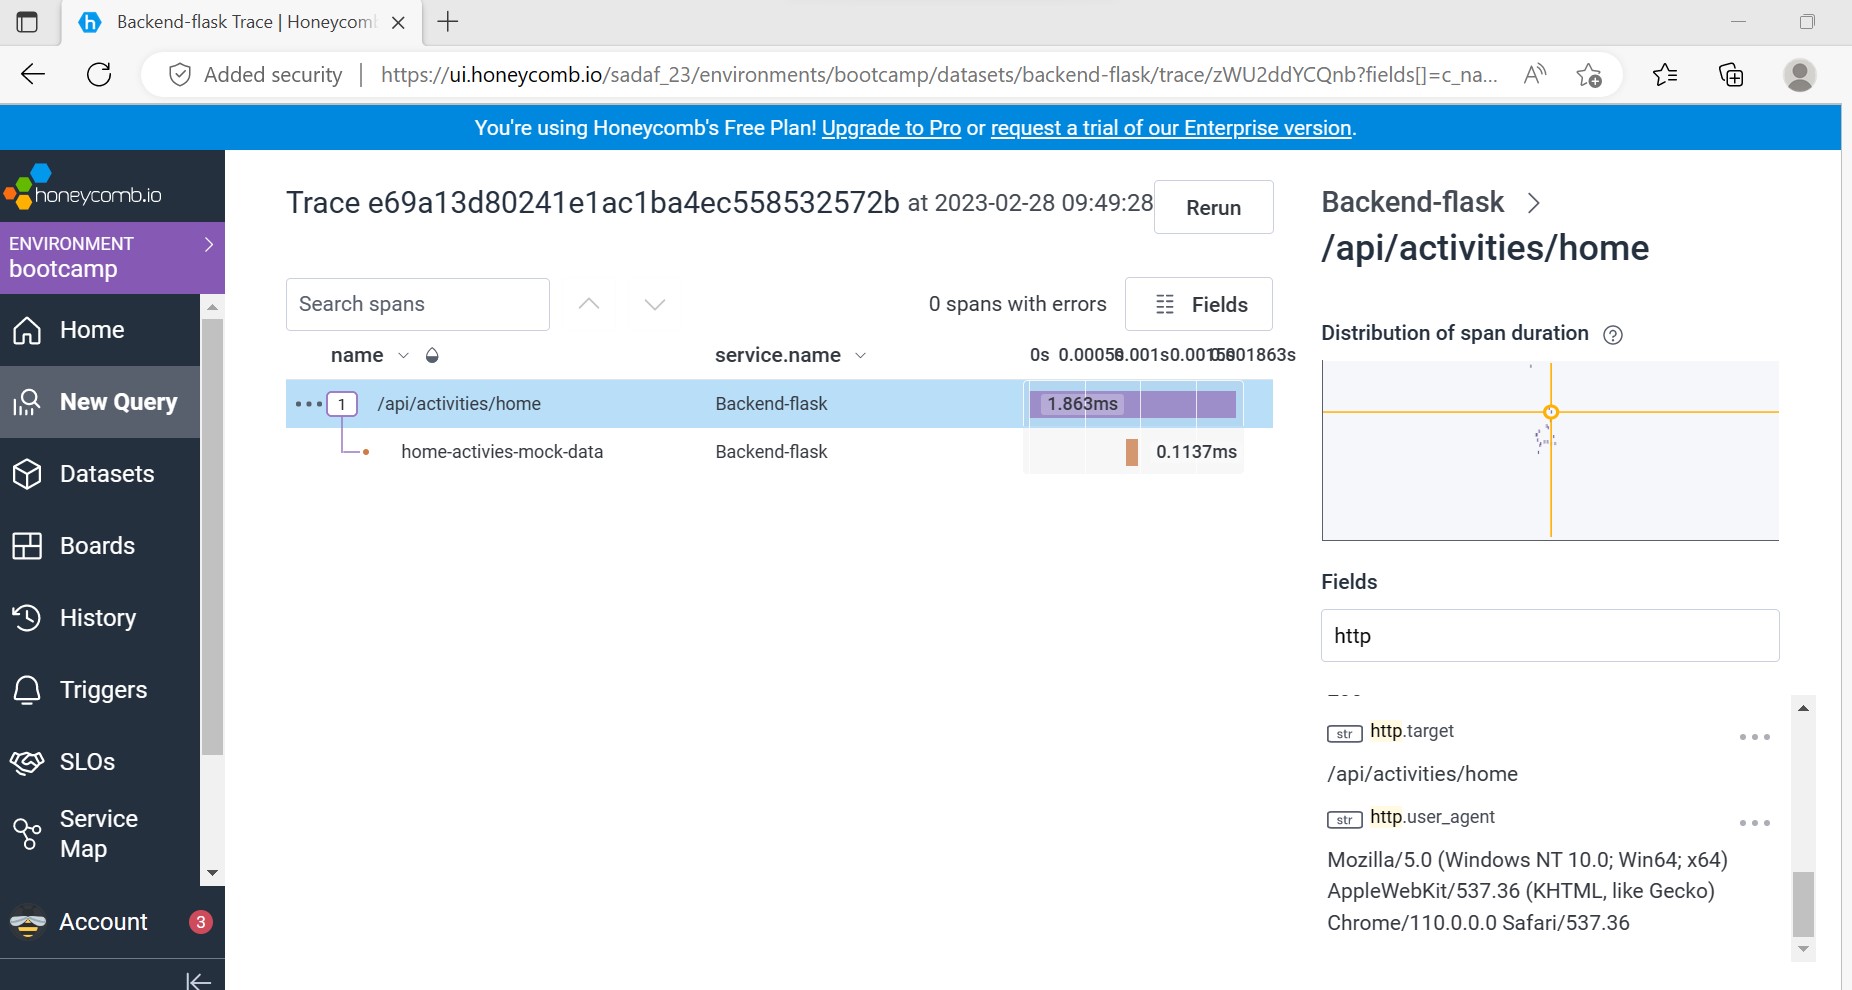 Backend-flask Trace | Honeycomb
Added security
https://ui.honeycomb.io/sadaf_23/environments/bootcamp/datasets/backend-flask/trace/zWU2ddYCQnb?fields[]=c_na...
You're using Honeycomb's Free Plan! Upgrade to Pro or request a trial of our Enterprise version.
honeycomb.io
ENVIRONMENT
bootcamp
Home
New Query
Datasets
Boards
History
Triggers
SLOs
Service
Map
Account 3
Trace e69a13d80241e1ac1ba4ec558532572b at 2023-02-28 09:49:28
Rerun
Search spans
0 spans with errors
Fields
name service.name 0s 0.0005s 0.001s 0.0015s 0.001863s
1 /api/activities/home Backend-flask 1.863ms
home-activies-mock-data Backend-flask 0.1137ms
Backend-flask >
/api/activities/home
Distribution of span duration ?
Fields
http
str http.target
/api/activities/home
str http.user_agent
Mozilla/5.0 (Windows NT 10.0; Win64; x64)
AppleWebKit/537.36 (KHTML, like Gecko)
Chrome/110.0.0.0 Safari/537.36